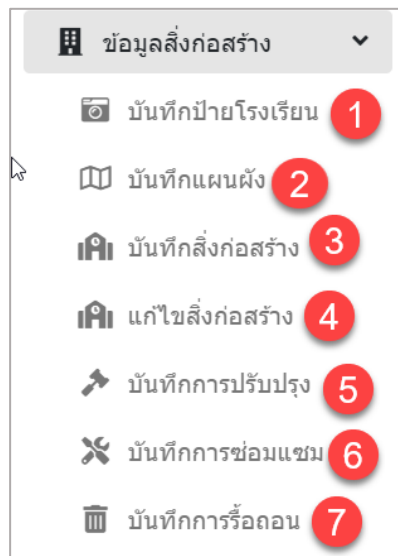 ข้อมูลสิ่งก่อสร้าง
บันทึกป้ายโรงเรียน 1
บันทึกแผนผัง 2
บันทึกสิ่งก่อสร้าง 3
แก้ไขสิ่งก่อสร้าง 4
บันทึกการปรับปรุง 5
บันทึกการซ่อมแซม 6
บันทึกการรื้อถอน 7